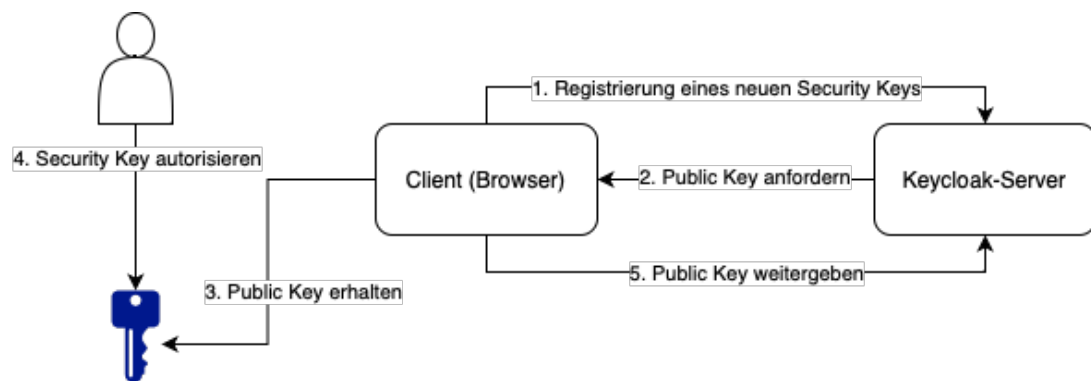 1. Registrierung eines neuen Security Keys
4. Security Key autorisieren
Client (Browser)
2. Public Key anfordern
Keycloak-Server
5. Public Key weitergeben
3. Public Key erhalten